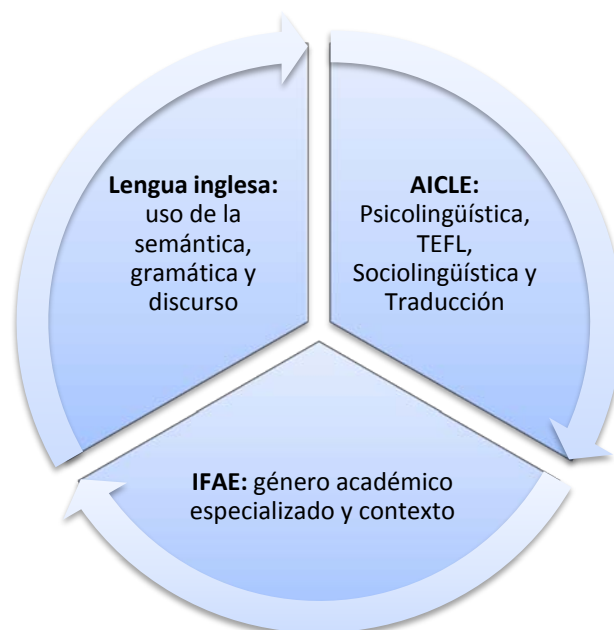 Lengua inglesa:
uso de la
semántica,
gramática y
discurso
AICLE:
Psicolingüística,
TEFL,
Sociolingüística y
Traducción
IFAE: género académico
especializado y contexto